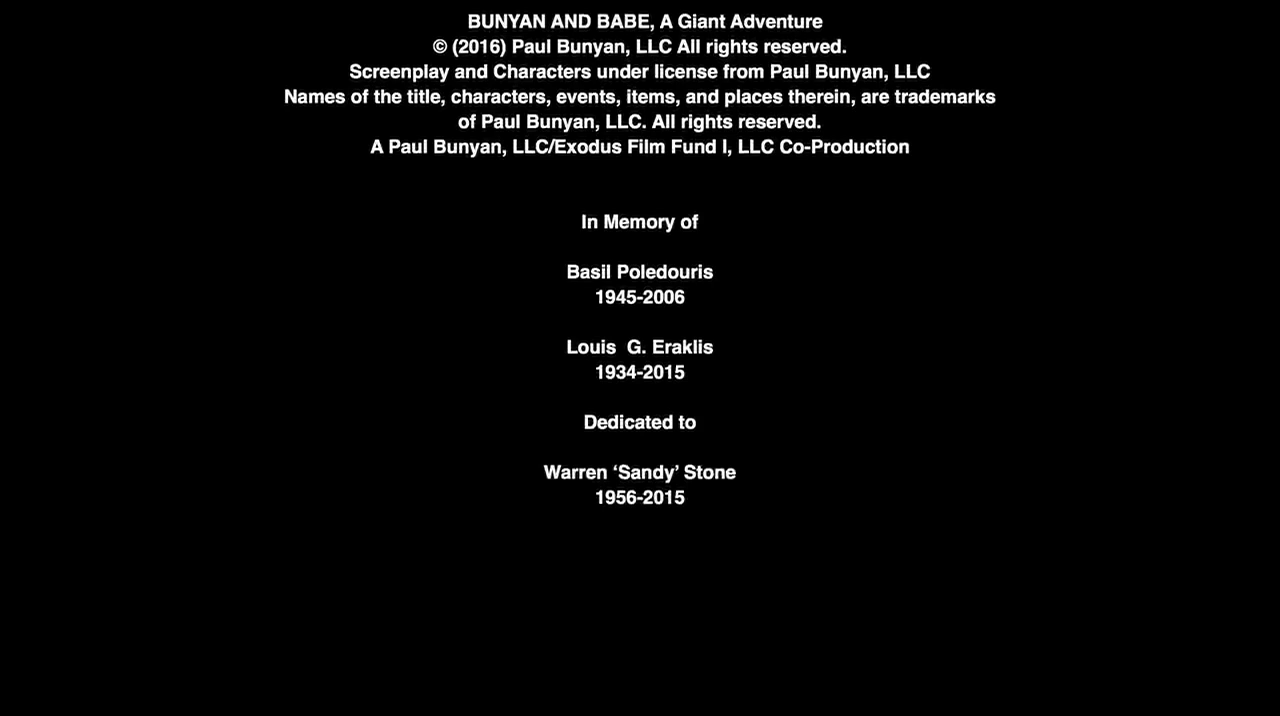 BUNYAN AND BABE, A Giant Adventure
© (2016) Paul Bunyan, LLC All rights reserved.
Screenplay and Characters under license from Paul Bunyan, LLC
Names of the title, characters, events, items, and places therein, are trademarks
of Paul Bunyan, LLC. All rights reserved.
A Paul Bunyan, LLC/Exodus Film Fund I, LLC Co-Production
In Memory of
Basil Poledouris
1945-2006
Louis  G. Eraklis
1934-2015
Dedicated to
Warren ‘Sandy’ Stone
1956-2015